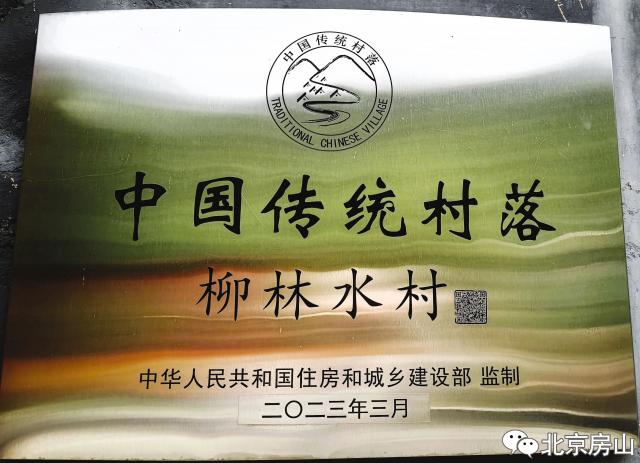 中国传统村落
TRADITIONAL CHINESE VILLAGE
中国传统村落
柳林水村
中华人民共和国住房和城乡建设部 监制
二〇二三年三月
北京房山